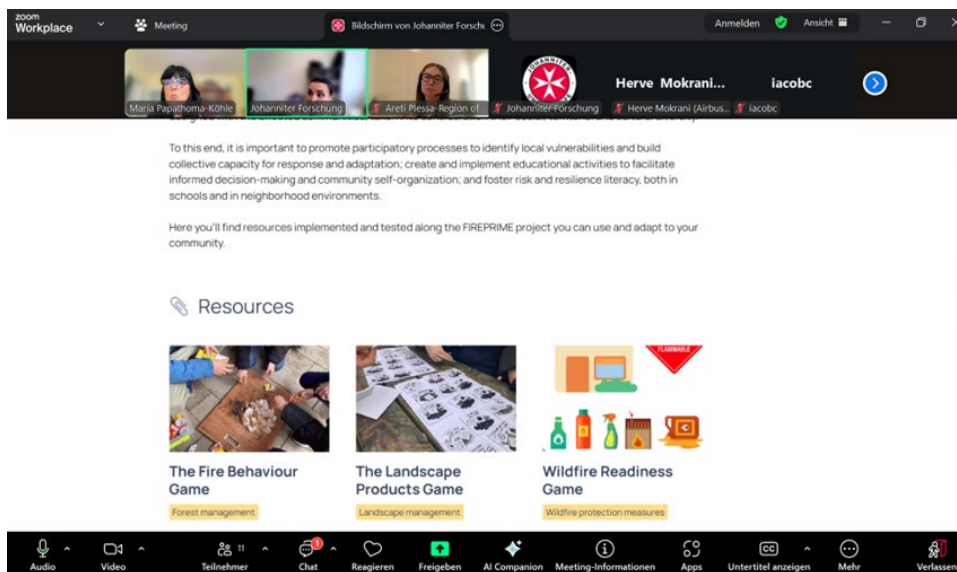 zoom
Workplace
Meeting
Bildschirm von Johanniter Forschu
Anmelden
Ansicht
Maria Papathoma-Köhle
Johanniter Forschung
Areti Plessa-Region of
Johanniter Forschung
Herve Mokrani...
Herve Mokrani (Airbus...
iacobc
iacobc
To this end, it is important to promote participatory processes to identify local vulnerabilities and build
collective capacity for response and adaptation; create and implement educational activities to facilitate
informed decision-making and community self-organization; and foster risk and resilience literacy, both in
schools and in neighborhood environments.
Here you'll find resources implemented and tested along the FIREPRIME project you can use and adapt to your
community.
Resources
FLAMMABLE
The Fire Behaviour
Game
Forest management
The Landscape
Products Game
Landscape management
Wildfire Readiness
Game
Wildfire protection measures
Audio
Video
11
Teilnehmer
1
Chat
Reagieren
Freigeben
AI Companion
Meeting-Informationen
Apps
CC
Untertitel anzeigen
Mehr
Verlassen